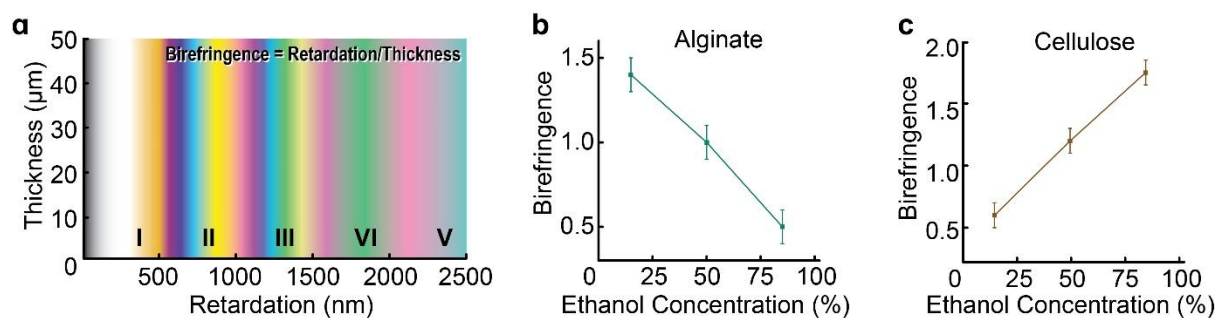 a
Thickness (µm)
50
40
30
20
10
0
Birefringence = Retardation/Thickness
I II III VI V
500 1000 1500 2000 2500
Retardation (nm)
b
Alginate
Birefringence
1.5
1.0
0.5
0 25 50 75 100
Ethanol Concentration (%)
c
Cellulose
Birefringence
2.0
1.5
1.0
0.5
0 25 50 75 100
Ethanol Concentration (%)